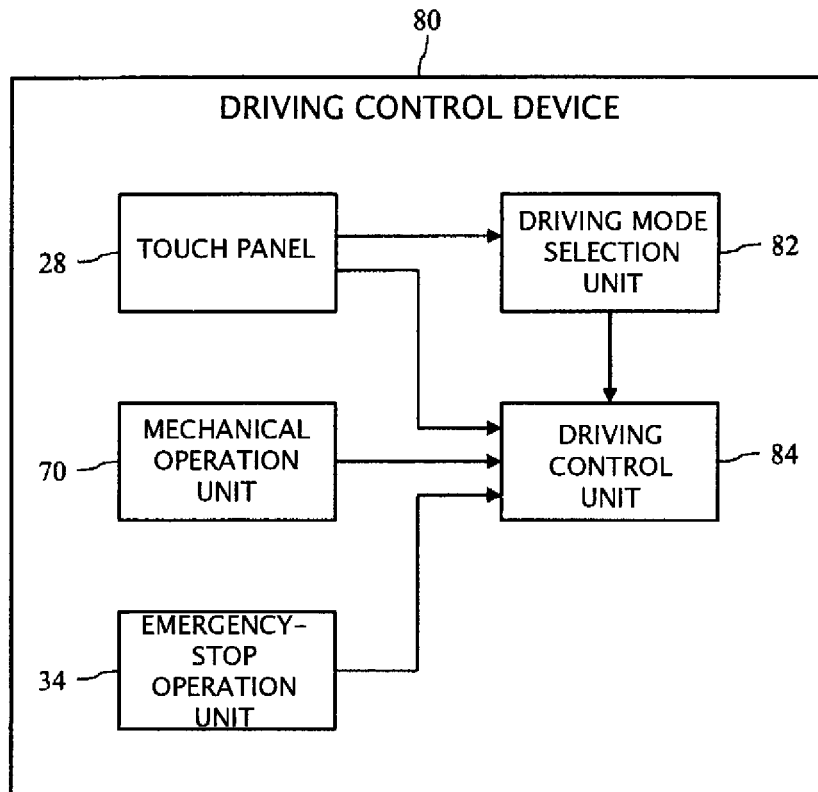 80
DRIVING CONTROL DEVICE
TOUCH PANEL
28
DRIVING MODE
SELECTION
UNIT
82
MECHANICAL
OPERATION
UNIT
70
DRIVING
CONTROL
UNIT
84
EMERGENCY-
STOP
OPERATION
UNIT
34